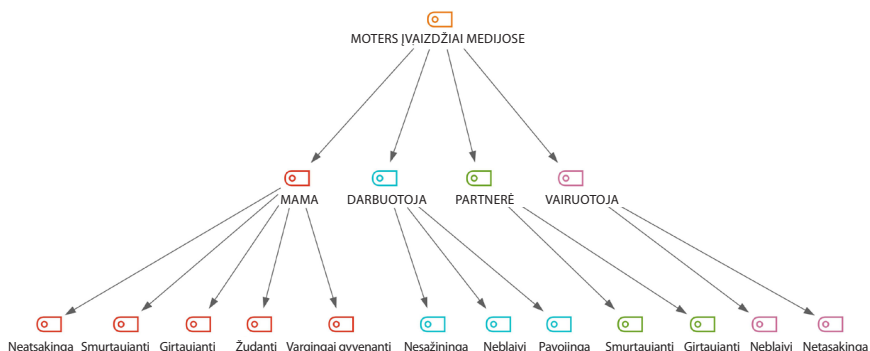 MOTERS ĮVAIZDŽIAI MEDIJOSE
MAMA DARBUOTOJA PARTNERĖ VAIRUOTOJA
Neatsakinga Smurtaujanti Girtaujanti Žudanti Vargingai gyvenanti Nesąžininga Neblaivi Pavojinga Smurtaujanti Girtaujanti Neblaivi Netasakinga